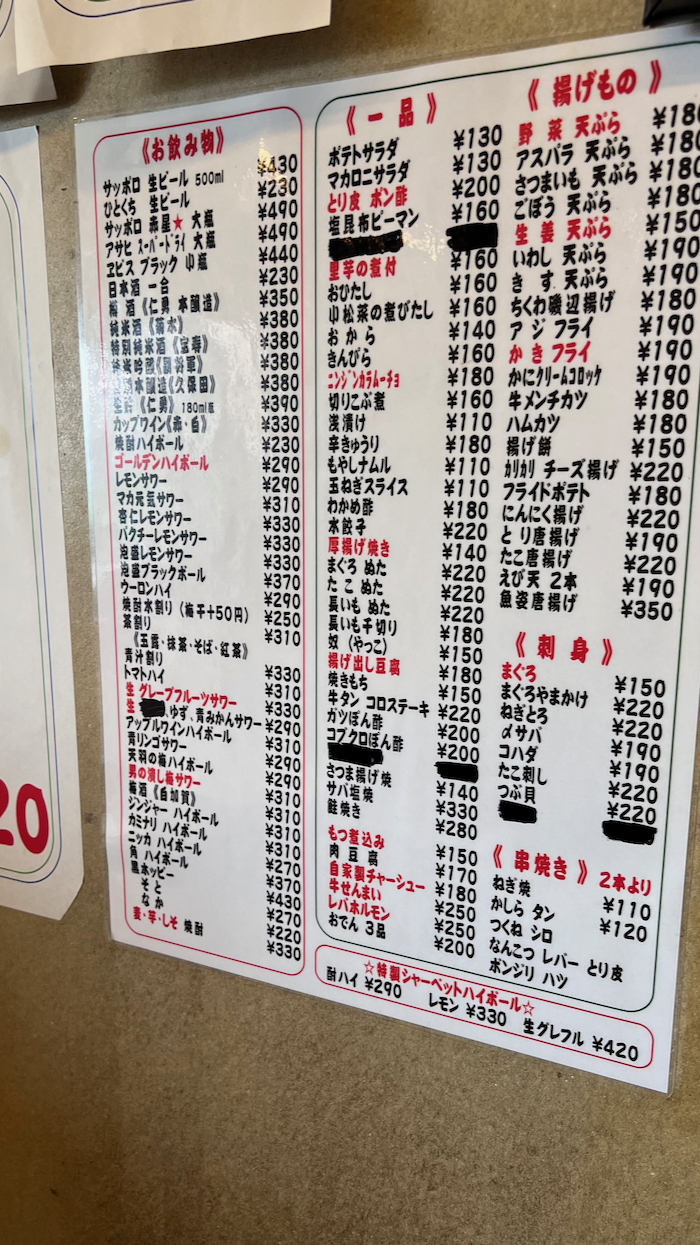 《お飲み物》
サッポロ 生ビール 500ml ¥430
ひとくち 生ビール ¥230
サッポロ 赤星★ 大瓶 ¥490
アサヒ スーパードライ 大瓶 ¥490
ヱビス ブラック 小瓶 ¥440
日本酒 一合 ¥230
《仁勇 本醸造》 ¥350
純米酒《菊水》 ¥380
特別純米酒《宝寿》 ¥380
《副将軍》 ¥380
本醸造《久保田》 ¥380
《仁勇》 180ml瓶 ¥390
カップワイン《赤・白》 ¥330
焼酎ハイボール ¥230
ゴールデンハイボール ¥290
レモンサワー ¥290
マカ元気サワー ¥310
杏仁レモンサワー ¥330
パクチーレモンサワー ¥330
泡盛レモンサワー ¥330
泡盛ブラックボール ¥370
ウーロンハイ ¥290
焼酎水割り (梅干+50円) ¥250
茶割り ¥310
《玉露・抹茶・そば・紅茶》
青汁割り ¥330
トマトハイ ¥310
生 グレープフルーツサワー ¥330
生 ゆず、青みかんサワー ¥290
アップルワインハイボール ¥310
青リンゴサワー ¥290
天羽の梅ハイボール ¥290
男の潰し梅サワー ¥310
梅酒《白加賀》 ¥310
ジンジャー ハイボール ¥310
カミナリ ハイボール ¥310
ニッカ ハイボール ¥270
角 ハイボール ¥370
黒ホッピー ¥430
そと ¥270
なか ¥220
麦・芋・しそ 焼酎 ¥330
《一品》
ポテトサラダ ¥130
マカロニサラダ ¥130
とり皮 ポン酢 ¥200
塩昆布ピーマン ¥160
里芋の煮付 ¥160
おひたし ¥160
小松菜の煮びたし ¥160
おから ¥140
きんぴら ¥160
ニンジンカラムーチョ ¥180
切りこぶ煮 ¥160
浅漬け ¥110
辛きゅうり ¥180
もやしナムル ¥110
玉ねぎスライス ¥110
わかめ酢 ¥180
水餃子 ¥220
厚揚げ焼き ¥140
まぐろ ぬた ¥220
たこ ぬた ¥220
長いも ぬた ¥220
長いも千切り ¥180
奴 (やっこ) ¥150
揚げ出し豆腐 ¥180
焼きもち ¥150
牛タン コロステーキ ¥220
ガツぽん酢 ¥200
コブクロぽん酢 ¥200
さつま揚げ焼 ¥140
サバ塩焼 ¥330
鮭焼き ¥280
もつ煮込み ¥150
肉豆腐 ¥170
自家製チャーシュー ¥180
牛せんまい ¥250
レバホルモン ¥250
おでん 3品 ¥200
《揚げもの》
野菜 天ぷら ¥180
アスパラ 天ぷら ¥180
さつまいも 天ぷら ¥180
ごぼう 天ぷら ¥180
生姜 天ぷら ¥150
いわし 天ぷら ¥190
きす 天ぷら ¥190
ちくわ磯辺揚げ ¥180
アジフライ ¥190
かきフライ ¥190
かにクリームコロッケ ¥190
牛メンチカツ ¥180
ハムカツ ¥180
揚げ餅 ¥150
カリカリ チーズ揚げ ¥220
フライドポテト ¥180
にんにく揚げ ¥220
とり唐揚げ ¥190
たこ唐揚げ ¥220
えび天 2本 ¥190
魚姿唐揚げ ¥350
《刺身》
まぐろ ¥150
まぐろやまかけ ¥220
ねぎとろ ¥220
〆サバ ¥190
コハダ ¥190
たこ刺し ¥220
つぶ貝 ¥220
《串焼き》2本より
ねぎ焼 ¥110
かしら タン ¥120
つくね シロ
なんこつ レバー とり皮
ボンジリ ハツ
☆特製シャーベットハイボール☆
酎ハイ ¥290 レモン ¥330 生グレフル ¥420
20